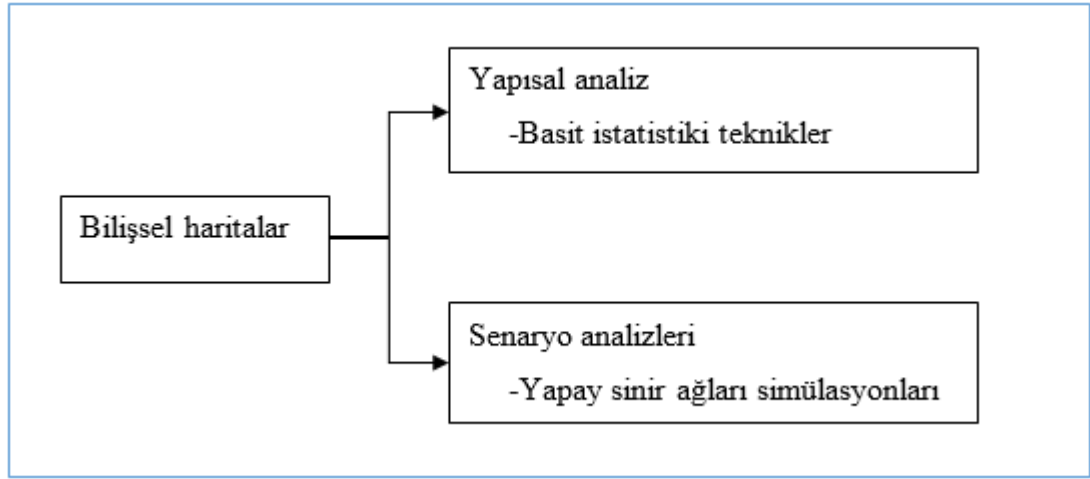 Yapısal analiz
-Basit istatistiki teknikler
Bilişsel haritalar
Senaryo analizleri
-Yapay sinir ağları simülasyonları